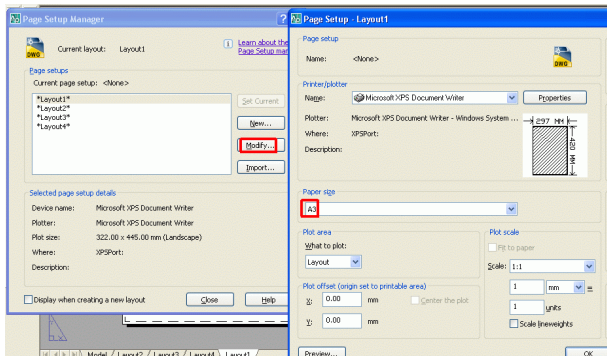 Page Setup Manager
?
DWG
Current layout: Layout1
Learn about the
Page Setup man
Page setups
Current page setup: <None>
*Layout1*
*Layout2*
*Layout3*
*Layout4*
Set Current
New...
Modify...
Import...
Selected page setup details
Device name: Microsoft XPS Document Writer
Plotter: Microsoft XPS Document Writer
Plot size: 322.00 x 445.00 mm (Landscape)
Where: XPSPort:
Description:
Display when creating a new layout
Close
Help
Model / Layout2 / Layout3 / Layout4 \ Layout1
X
Page Setup - Layout1
Page setup
Name: <None>
DWG
Printer/plotter
Name: Microsoft XPS Document Writer
Properties
Plotter: Microsoft XPS Document Writer - Windows System ...
Where: XPSPort:
Description:
297 MM
420 MM
Paper size
A3
Plot area
What to plot:
Layout
Plot scale
Fit to paper
Scale: 1:1
1 mm =
1 units
Scale lineweights
Plot offset (origin set to printable area)
X: 0.00 mm
Center the plot
Y: 0.00 mm
Preview...
OK